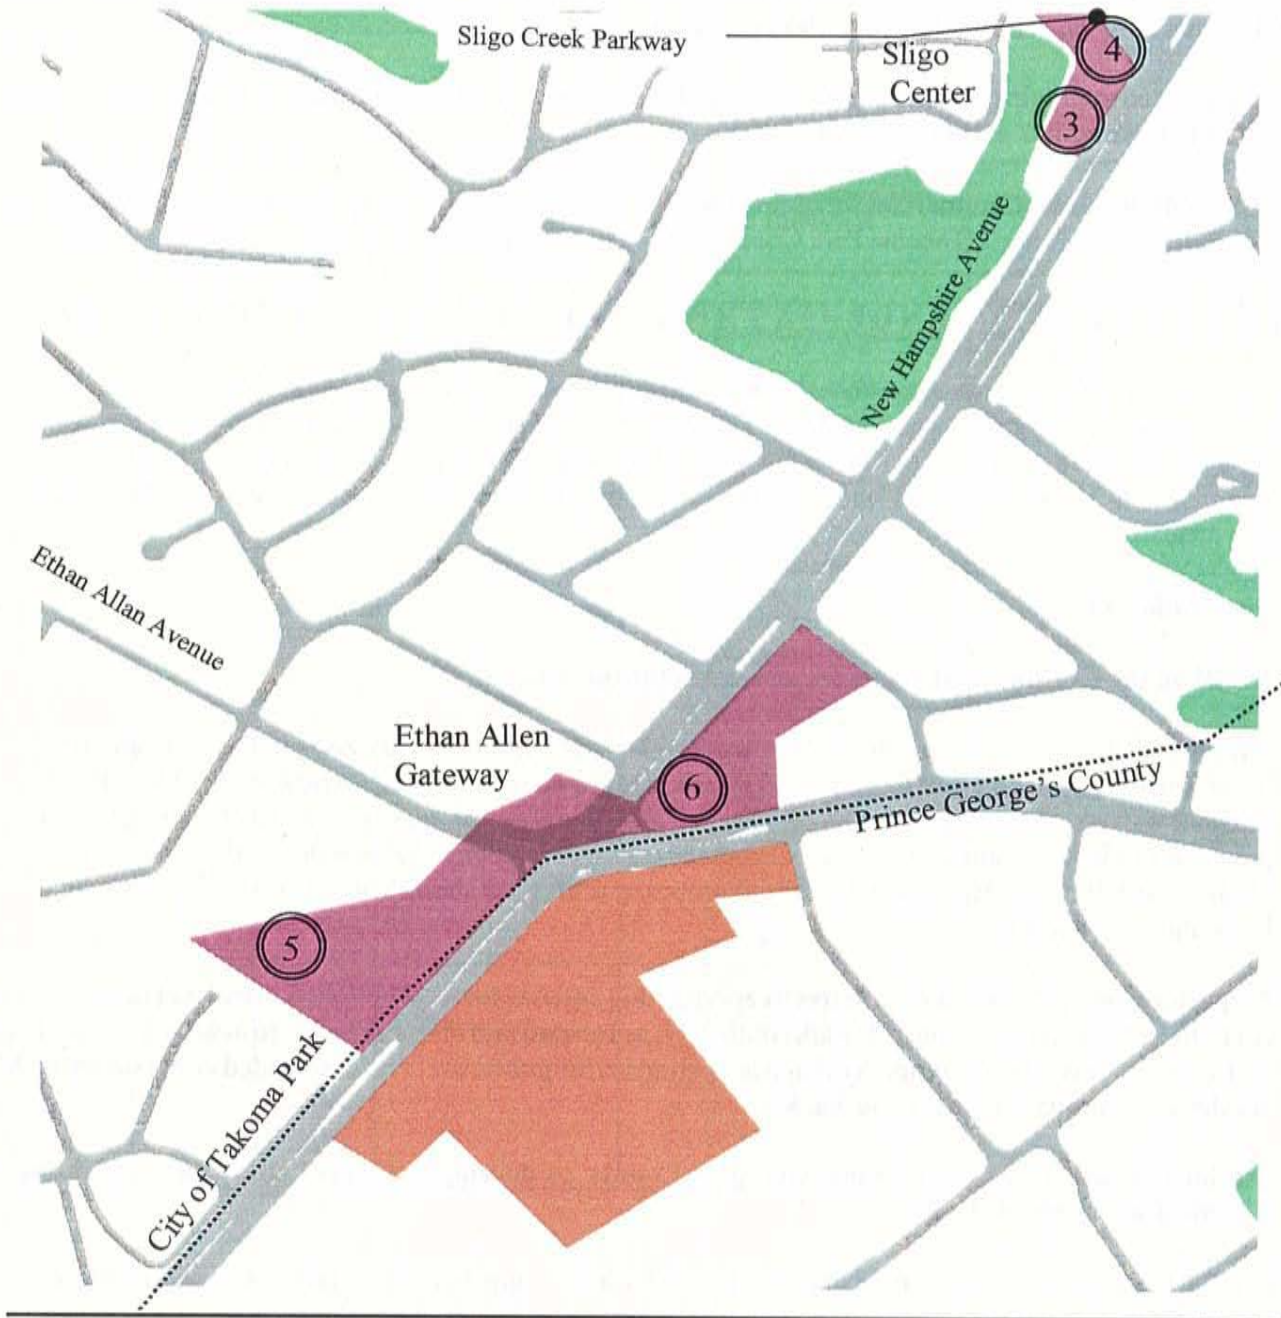 Sligo Creek Parkway
Sligo
Center
4
3
New Hampshire Avenue
Ethan Allan Avenue
Ethan Allen
Gateway
6
Prince George's County
5
City of Takoma Park